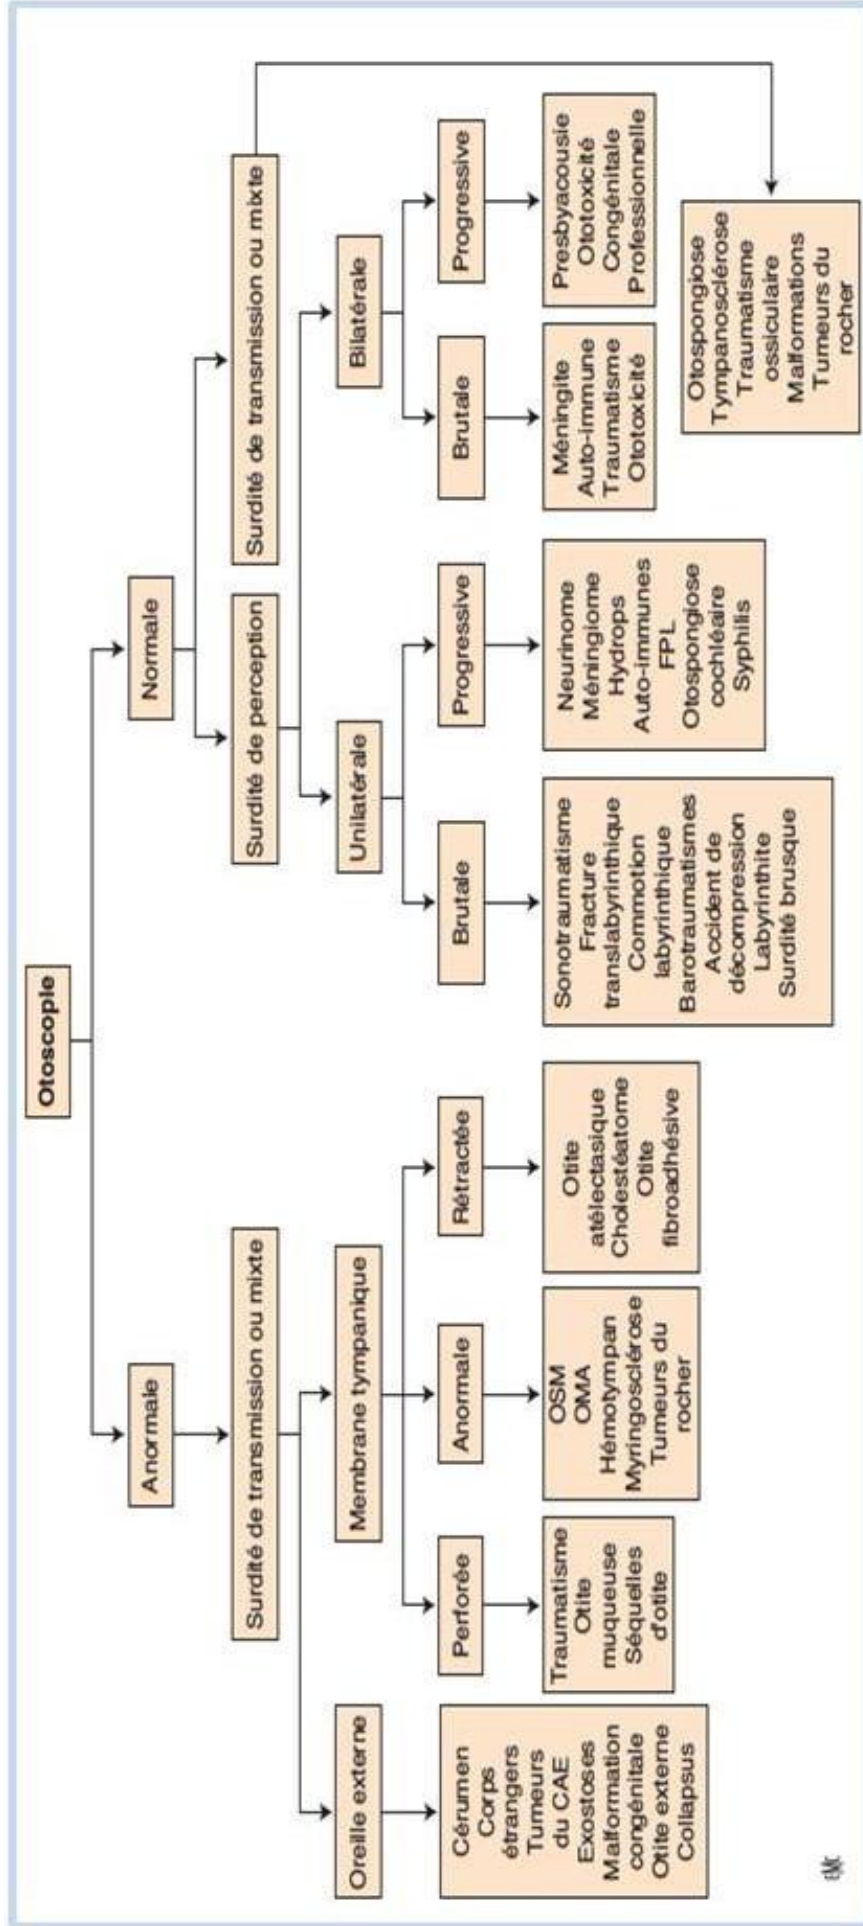 Otoscopie
Anormale
Normale
Surdité de transmission ou mixte
Surdité de perception
Surdité de transmission ou mixte
Oreille externe
Membrane tympanique
Unilatérale
Bilatérale
Perforée
Anormale
Rétractée
Brutale
Progressive
Brutale
Progressive
Cérumen
Corps
étrangers
Tumeurs
du CAE
Exostoses
Malformation
congénitale
Otite externe
Collapsus
Traumatisme
Otite
muqueuse
Séquelles
d'otite
OSM
OMA
Hémotympan
Myringosclérose
Tumeurs du
rocher
Otite
atélectasique
Cholestéatome
Otite
fibroadhésive
Sonotraumatisme
Fracture
translabyrinthique
Commotion
labyrinthique
Barotraumatismes
Accident de
décompression
Labyrinthite
Surdité brusque
Neurinome
Méningiome
Hydrops
Auto-immunes
FPL
Otospongiose
cochléaire
Syphilis
Méningite
Auto-immune
Traumatisme
Ototoxicité
Presbyacousie
Ototoxicité
Congénitale
Professionnelle
Otospongiose
Tympanosclérose
Traumatisme
ossiculaire
Malformations
Tumeurs du
rocher
EMC